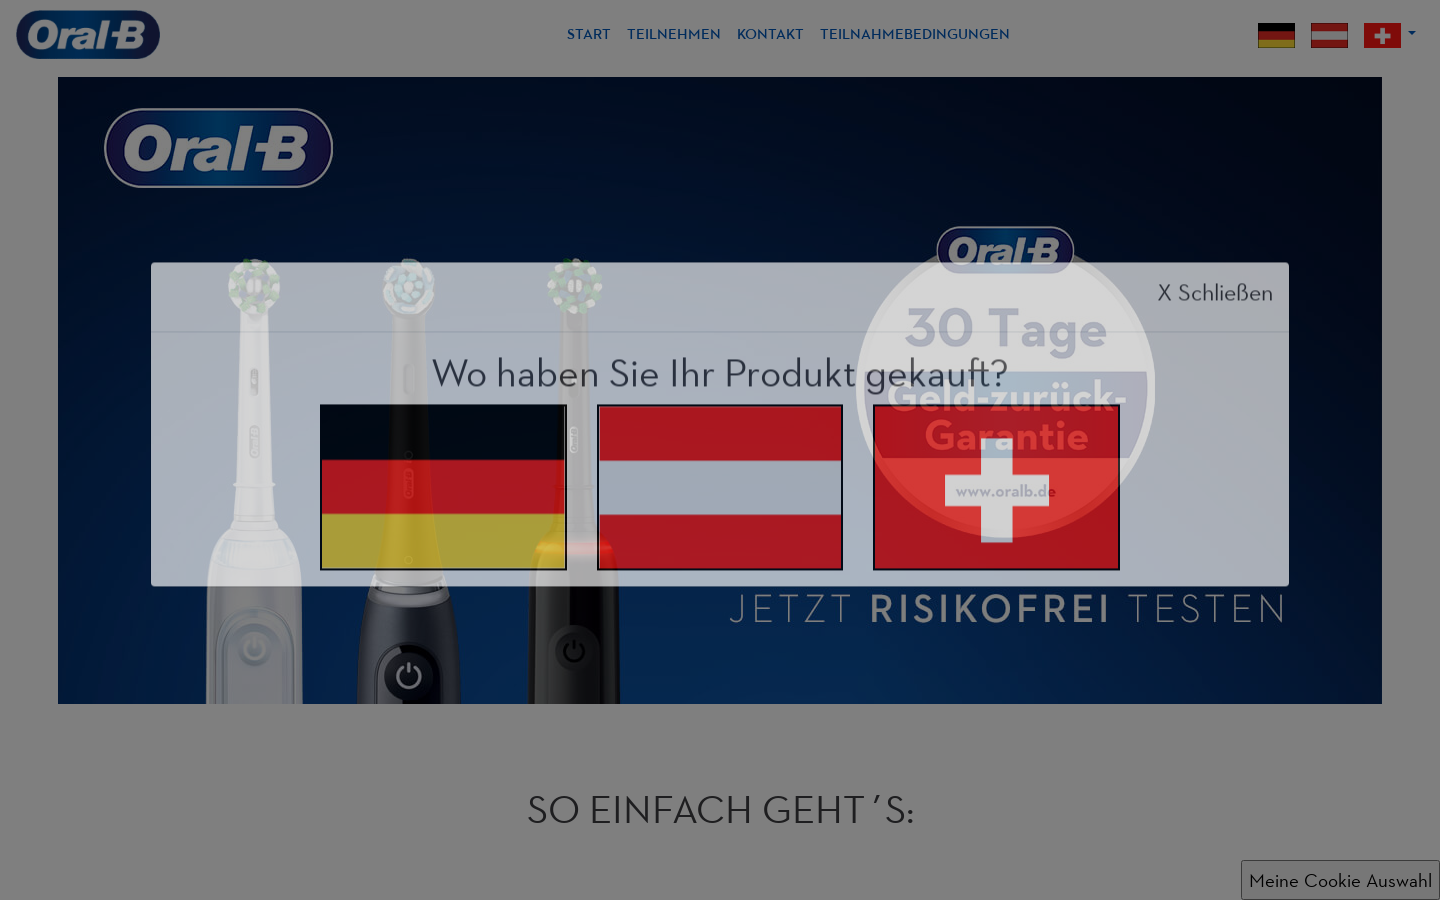 Oral-B
START TEILNEHMEN KONTAKT TEILNAHMEBEDINGUNGEN
Oral-B
Oral-B
X Schließen
30 Tage
Wo haben Sie Ihr Produkt gekauft?
Geld-zurück-
Garantie
www.oralb.de
JETZT RISIKOFREI TESTEN
SO EINFACH GEHT´S:
Meine Cookie Auswahl